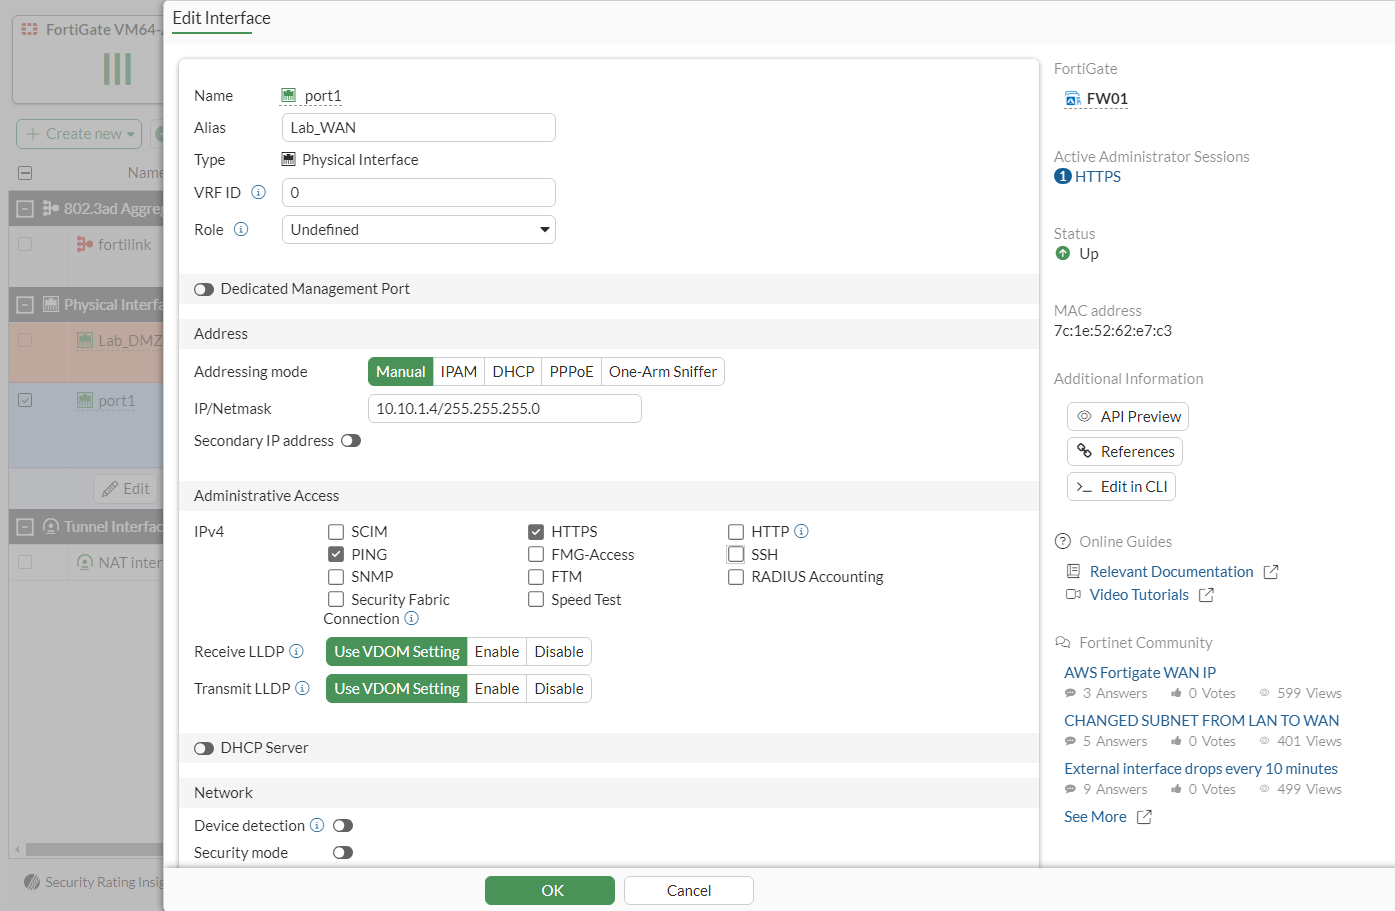 Edit Interface
FortiGate VM64-
Create new
Name
802.3ad Aggreg
fortilink
Physical Interfa
Lab_DMZ
port1
Edit
Tunnel Interfac
NAT inter
Security Rating Insig
Name port1
Alias Lab_WAN
Type Physical Interface
VRF ID 0
Role Undefined
Dedicated Management Port
Address
Addressing mode Manual IPAM DHCP PPPoE One-Arm Sniffer
IP/Netmask 10.10.1.4/255.255.255.0
Secondary IP address
Administrative Access
IPv4 SCIM HTTPS HTTP
PING FMG-Access SSH
SNMP FTM RADIUS Accounting
Security Fabric Speed Test
Connection
Receive LLDP Use VDOM Setting Enable Disable
Transmit LLDP Use VDOM Setting Enable Disable
DHCP Server
Network
Device detection
Security mode
OK Cancel
FortiGate
FW01
Active Administrator Sessions
1 HTTPS
Status
Up
MAC address
7c:1e:52:62:e7:c3
Additional Information
API Preview
References
>_ Edit in CLI
Online Guides
Relevant Documentation
Video Tutorials
Fortinet Community
AWS Fortigate WAN IP
3 Answers 0 Votes 599 Views
CHANGED SUBNET FROM LAN TO WAN
5 Answers 0 Votes 401 Views
External interface drops every 10 minutes
9 Answers 0 Votes 499 Views
See More